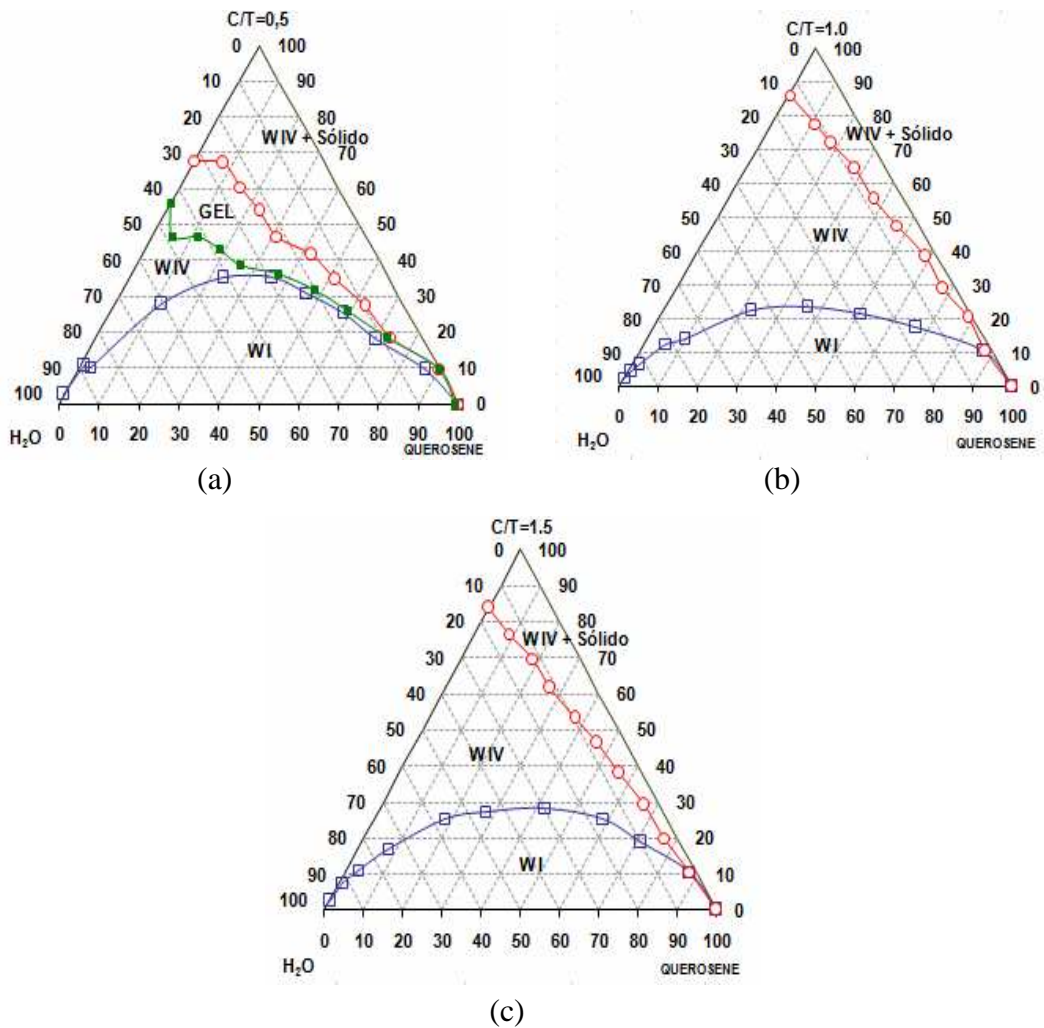 C/T=0,5
0 100
10 90
20 80
WIV + Sólido
30 70
40 60
GEL
50 50
60 40
WIV
70 30
80 20
WI
90 10
100 0
0 10 20 30 40 50 60 70 80 90 100
H₂O
QUEROSENE
(a)
C/T=1.0
0 100
10 90
20 80
WIV + Sólido
30 70
40 60
50 50
WIV
60 40
70 30
80 20
WI
90 10
100 0
0 10 20 30 40 50 60 70 80 90 100
H₂O
QUEROSENE
(b)
C/T=1.5
0 100
10 90
20 80
WIV + Sólido
30 70
40 60
50 50
WIV
60 40
70 30
80 20
WI
90 10
100 0
0 10 20 30 40 50 60 70 80 90 100
H₂O
QUEROSENE
(c)